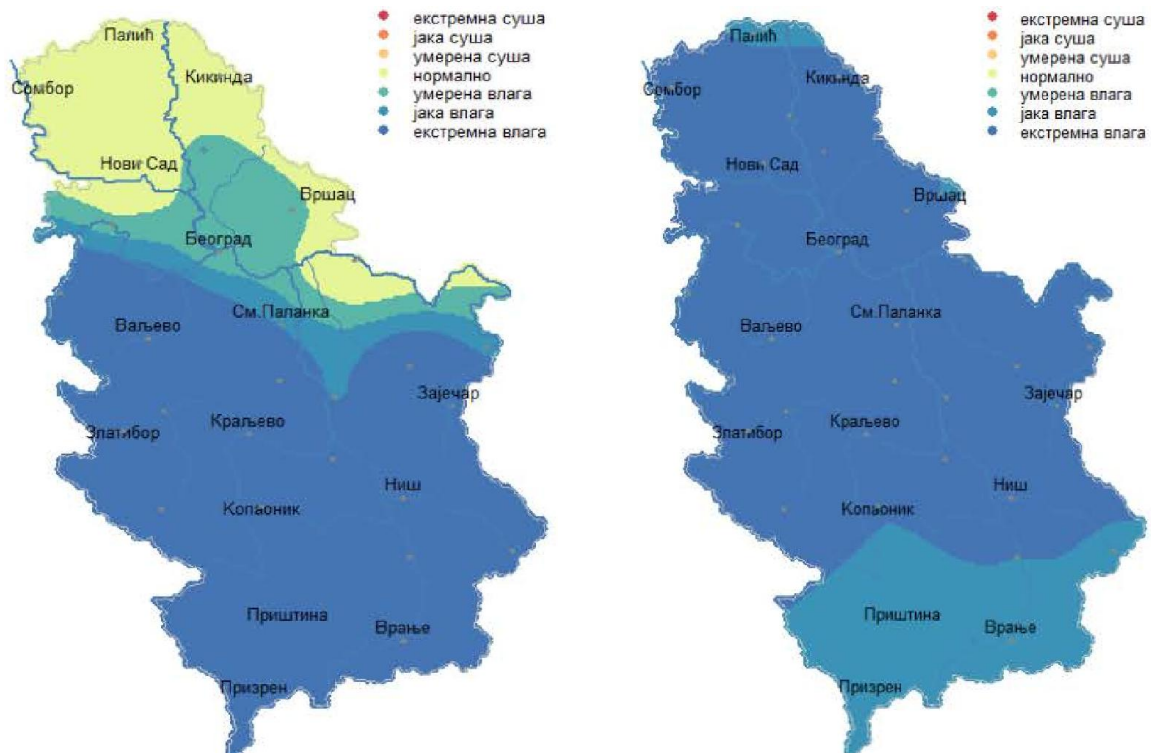 екстремна суша
јака суша
умерена суша
нормално
умерена влага
јака влага
екстремна влага
Палић
Кикинда
Сомбор
Нови Сад
Вршац
Београд
См.Паланка
Ваљево
Зајечар
Краљево
Златибор
Ниш
Копаоник
Приштина
Врање
Призрен
екстремна суша
јака суша
умерена суша
нормално
умерена влага
јака влага
екстремна влага
Палић
Кикинда
Сомбор
Нови Сад
Вршац
Београд
См.Паланка
Ваљево
Зајечар
Краљево
Златибор
Ниш
Копаоник
Приштина
Врање
Призрен